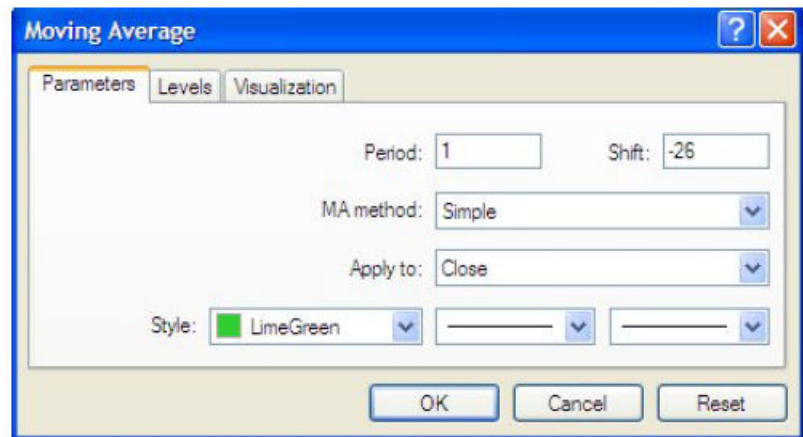 Moving Average
Parameters Levels Visualization
Period: 1 Shift: -26
MA method: Simple
Apply to: Close
Style: LimeGreen
OK Cancel Reset